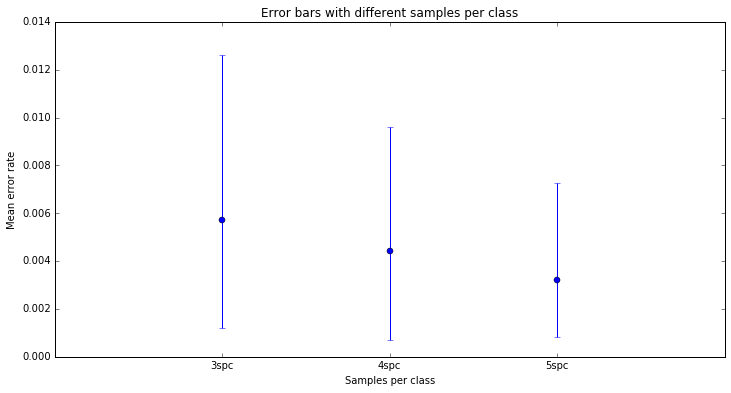 Error bars with different samples per class
0.014
0.012
0.010
0.008
0.006
0.004
0.002
0.000
Mean error rate
3spc 4spc 5spc
Samples per class